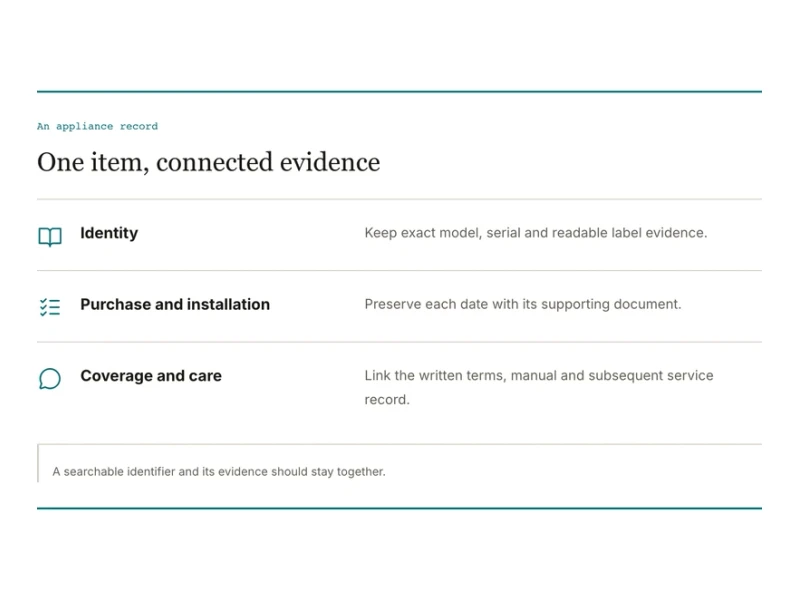 An appliance record
One item, connected evidence
Identity
Keep exact model, serial and readable label evidence.
Purchase and installation
Preserve each date with its supporting document.
Coverage and care
Link the written terms, manual and subsequent service
record.
A searchable identifier and its evidence should stay together.